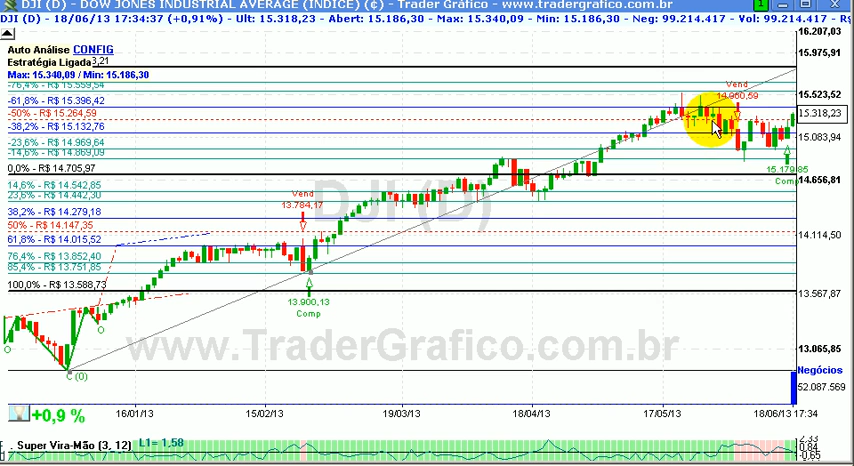 DJI (D) - DOW JONES INDUSTRIAL AVERAGE (INDICE) (¢) - Trader Gráfico - www.tradergrafico.com.br
DJI (D) - 18/06/13 17:34:37 (+0,91%) - Ult: 15.318,23 - Abert: 15.186,30 - Max: 15.340,09 - Min: 15.186,30 - Neg: 99.214.417 - Vol: 99.214.417 - R$
16.207,03
Auto Análise CONFIG
15.975,91
Estratégia Ligada 3,21
Max: 15.340,09 / Min: 15.186,30
-76,4% - R$ 15.559,54
Vend
14.960,59
15.523,52
-61,8% - R$ 15.396,42
-50% - R$ 15.264,59
15.318,23
-38,2% - R$ 15.132,76
15.083,94
-23,6% - R$ 14.969,64
-14,6% - R$ 14.869,09
0,0% - R$ 14.705,97
15.179,85
Comp
14.656,81
14,6% - R$ 14.542,85
23,6% - R$ 14.442,30
Vend
13.784,17
38,2% - R$ 14.279,18
DJI (D)
50% - R$ 14.147,35
14.114,50
61,8% - R$ 14.015,52
76,4% - R$ 13.852,40
85,4% - R$ 13.751,85
100,0% - R$ 13.588,73
13.567,87
13.900,13
Comp
www.TraderGrafico.com.br
13.065,85
O
O
C (0)
Negócios
52.087.569
+0,9 %
16/01/13 15/02/13 19/03/13 18/04/13 17/05/13 18/06/13 17:34
. Super Vira-Mão (3, 12) L1= 1,58
2.33
0.84
-0.65